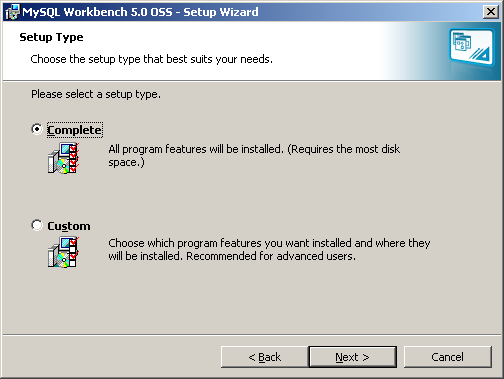 MySQL Workbench 5.0 OSS - Setup Wizard
Setup Type
Choose the setup type that best suits your needs.
Please select a setup type.
Complete
All program features will be installed. (Requires the most disk
space.)
Custom
Choose which program features you want installed and where they
will be installed. Recommended for advanced users.
< Back Next > Cancel